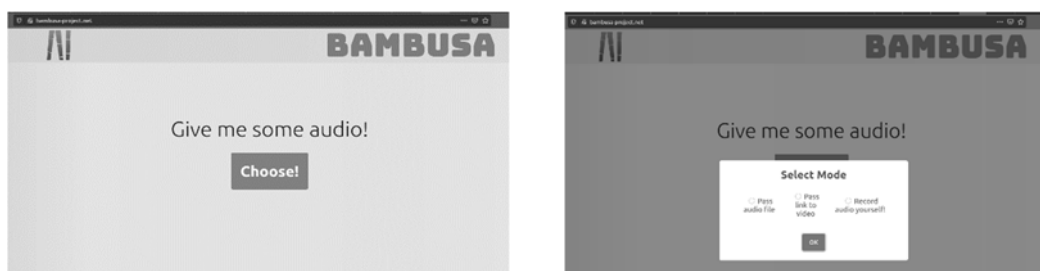 bambusa-project.net
BAMBUSA
Give me some audio!
Choose!
bambusa-project.net
BAMBUSA
Give me some audio!
Select Mode
Pass
audio file
Pass
link to
video
Record
audio yourself!
OK